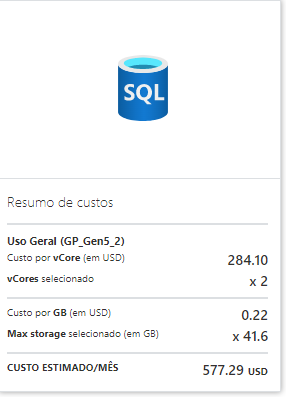 SQL
Resumo de custos
Uso Geral (GP_Gen5_2)
Custo por vCore (em USD) 284.10
vCores selecionado x 2
Custo por GB (em USD) 0.22
Max storage selecionado (em GB) x 41.6
CUSTO ESTIMADO/MÊS 577.29 USD